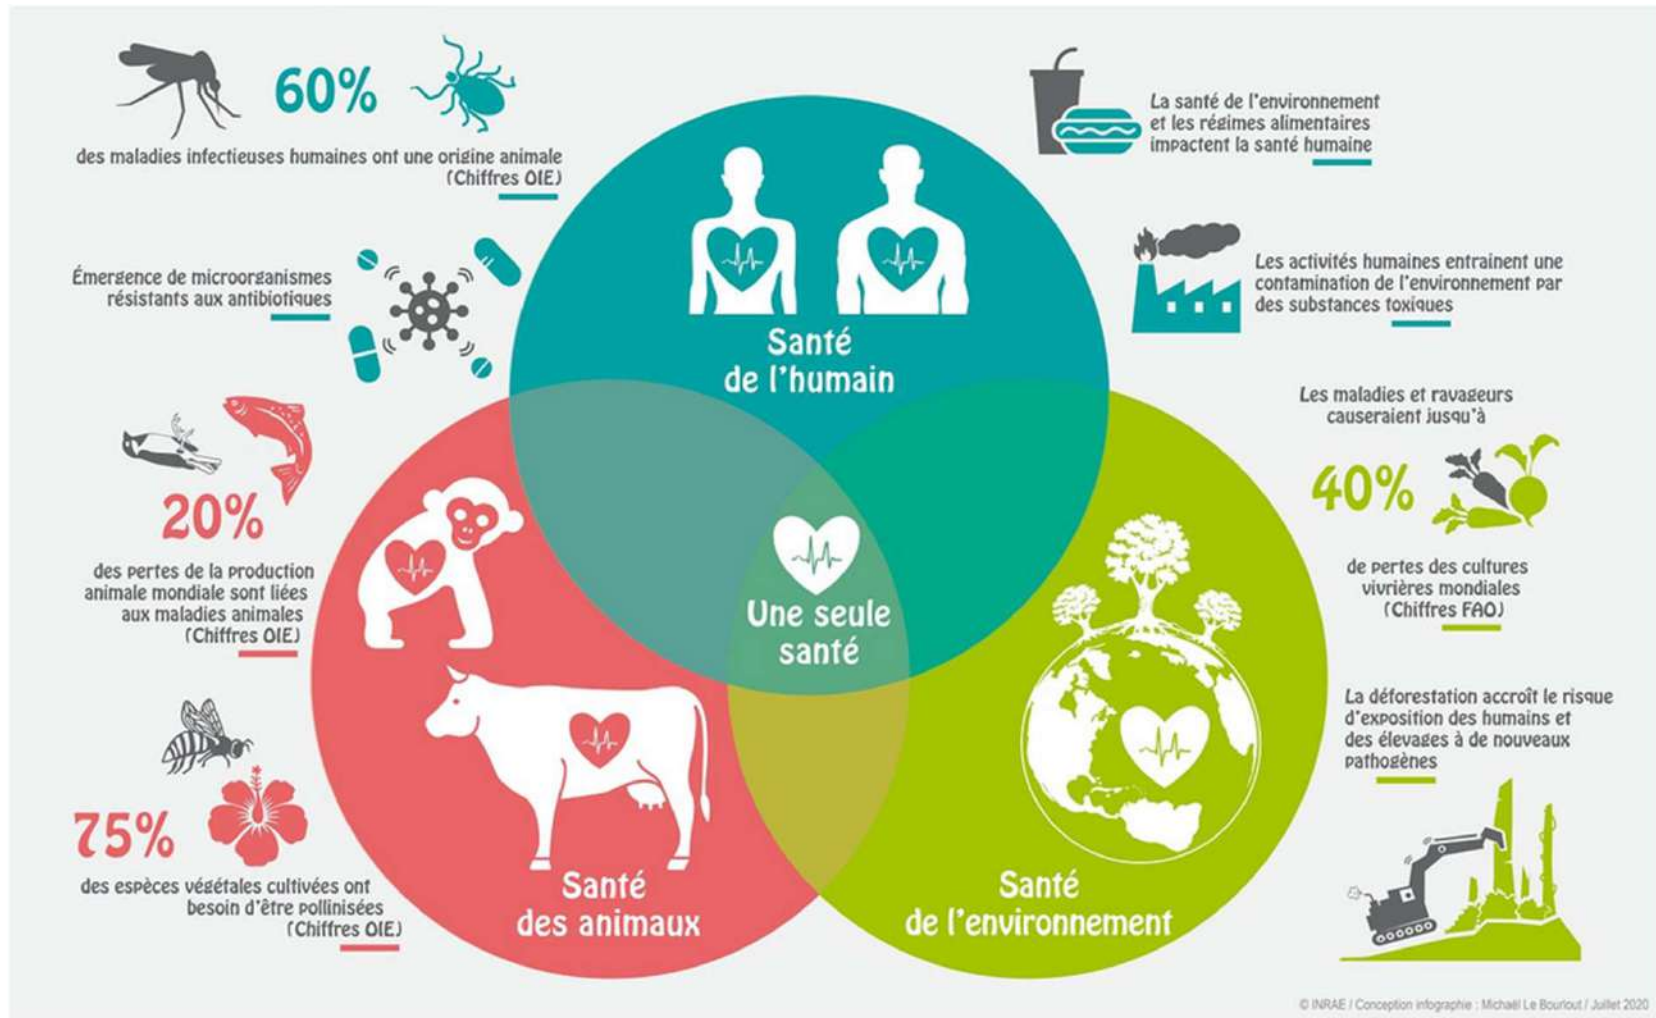 60%
des maladies infectieuses humaines ont une origine animale
(Chiffres OIE)
Émergence de microorganismes
résistants aux antibiotiques
20%
des pertes de la production
animale mondiale sont liées
aux maladies animales
(Chiffres OIE)
75%
des espèces végétales cultivées ont
besoin d'être pollinisées
(Chiffres OIE)
Santé
de l'humain
Une seule
santé
Santé
des animaux
Santé
de l'environnement
La santé de l'environnement
et les régimes alimentaires
impactent la santé humaine
Les activités humaines entrainent une
contamination de l'environnement par
des substances toxiques
Les maladies et ravageurs
causeraient jusqu'à
40%
de pertes des cultures
vivrières mondiales
(Chiffres FAO)
La déforestation accroît le risque
d'exposition des humains et
des élevages à de nouveaux
pathogènes
© INRAE / Conception infographie : Michaël Le Bourlout / Juillet 2020